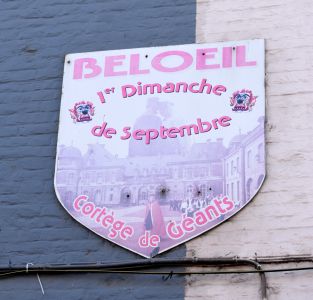 BELOEIL
1er Dimanche
de Septembre
Cortège de Géants